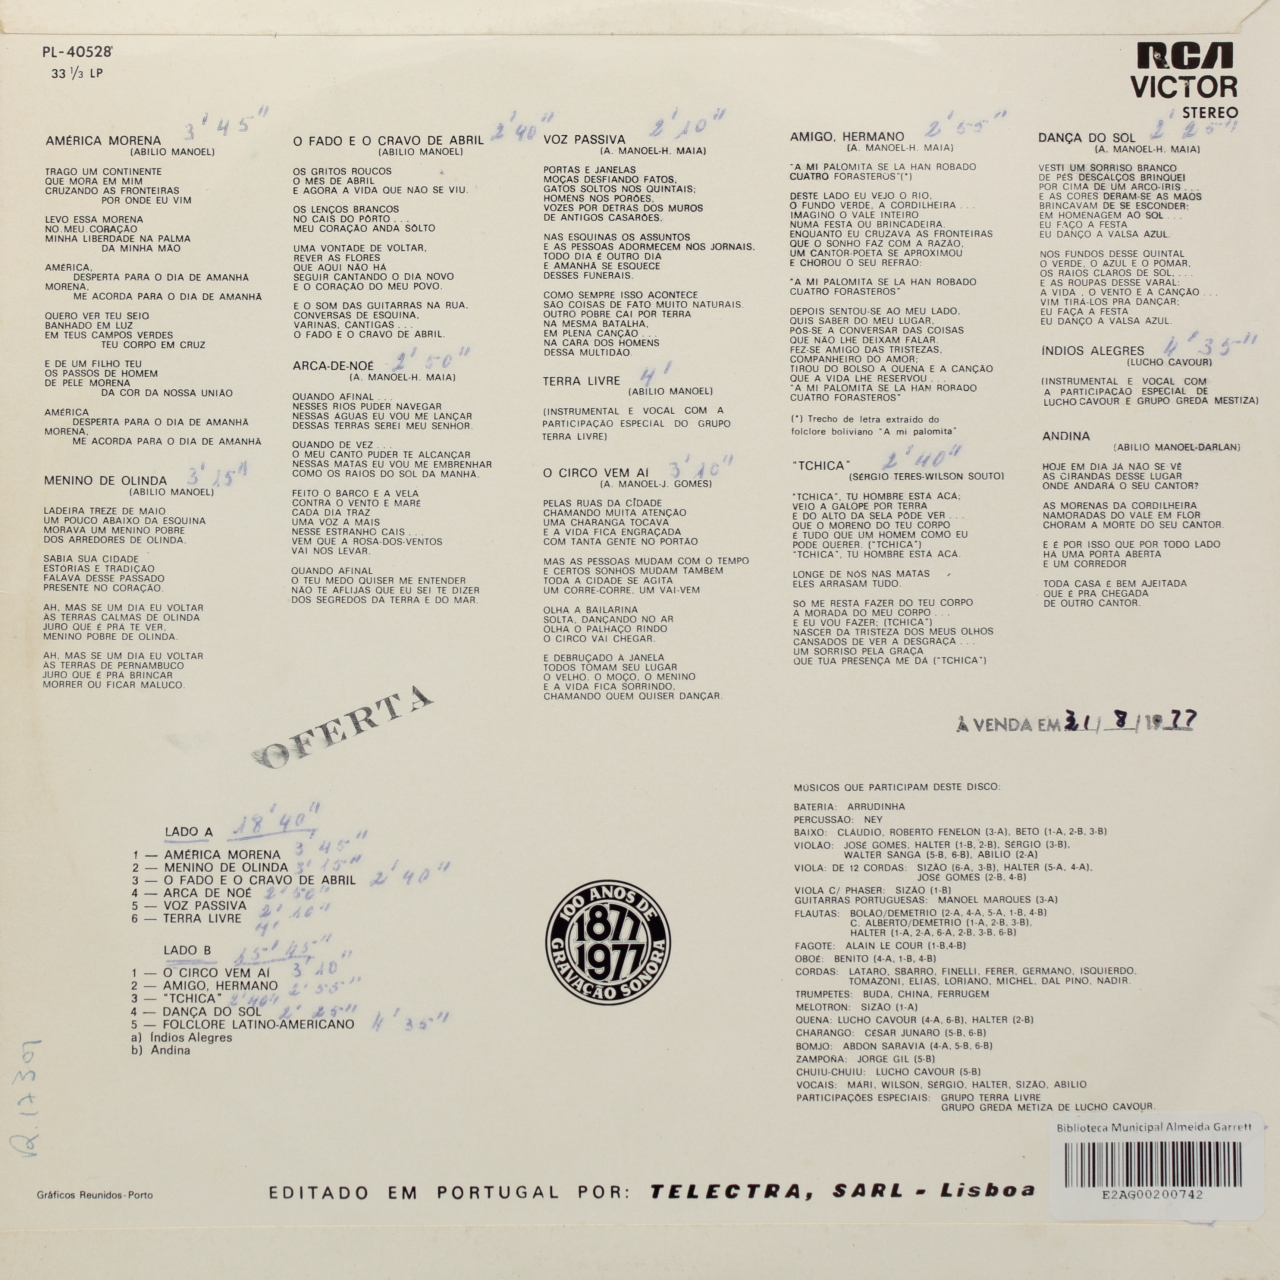 PL-40528
33 1/3 LP
RCA
VICTOR
STEREO
AMÉRICA MORENA 3' 45"
(ABILIO MANOEL)
TRAGO UM CONTINENTE
QUE MORA EM MIM
CRUZANDO AS FRONTEIRAS
POR ONDE EU VIM
LEVO ESSA MORENA
NO MEU CORAÇÃO
MINHA LIBERDADE NA PALMA
DA MINHA MÃO
AMÉRICA,
DESPERTA PARA O DIA DE AMANHÃ
MORENA,
ME ACORDA PARA O DIA DE AMANHÃ
QUERO VER TEU SEIO
BANHADO EM LUZ
EM TEUS CAMPOS VERDES
TEU CORPO EM CRUZ
E DE UM FILHO TEU
OS PASSOS DE HOMEM
DE PELE MORENA
DA COR DA NOSSA UNIÃO
AMÉRICA
DESPERTA PARA O DIA DE AMANHÃ
MORENA,
ME ACORDA PARA O DIA DE AMANHÃ
MENINO DE OLINDA 3' 15"
(ABILIO MANOEL)
LADEIRA TREZE DE MAIO
UM POUCO ABAIXO DA ESQUINA
MORAVA UM MENINO POBRE
DOS ARREDORES DE OLINDA.
SABIA SUA CIDADE
ESTÓRIAS E TRADIÇÃO
FALAVA DESSE PASSADO
PRESENTE NO CORAÇÃO.
AH, MAS SE UM DIA EU VOLTAR
ÀS TERRAS CALMAS DE OLINDA
JURO QUE É PRÁ TE VER,
MENINO POBRE DE OLINDA.
AH, MAS SE UM DIA EU VOLTAR
ÀS TERRAS DE PERNAMBUCO
JURO QUE É PRÁ BRINCAR
MORRER OU FICAR MALUCO.
O FADO E O CRAVO DE ABRIL 2' 40"
(ABILIO MANOEL)
OS GRITOS ROUCOS
O MÊS DE ABRIL
E AGORA A VIDA QUE NÃO SE VIU.
OS LENÇOS BRANCOS
NO CAIS DO PÔRTO . . .
MEU CORAÇÃO ANDA SÔLTO
UMA VONTADE DE VOLTAR,
REVER AS FLORES
QUE AQUI NÃO HÁ
SEGUIR CANTANDO O DIA NOVO
E O CORAÇÃO DO MEU POVO.
E O SOM DAS GUITARRAS NA RUA,
CONVERSAS DE ESQUINA,
VARINAS, CANTIGAS . . .
O FADO E O CRAVO DE ABRIL.
ARCA-DE-NOÉ 2' 50"
(A. MANOEL-H. MAIA)
QUANDO AFINAL . . .
NESSES RIOS PUDER NAVEGAR
NESSAS AGUAS EU VOU ME LANÇAR
DESSAS TERRAS SEREI MEU SENHOR.
QUANDO DE VEZ . . .
O MEU CANTO PUDER TE ALCANÇAR
NESSAS MATAS EU VOU ME EMBRENHAR
COMO OS RAIOS DO SOL DA MANHÃ.
FEITO O BARCO E A VELA
CONTRA O VENTO E MARÉ
CADA DIA TRAZ
UMA VOZ A MAIS
NESSE ESTRANHO CAIS . . .
VEM QUE A ROSA-DOS-VENTOS
VAI NOS LEVAR.
QUANDO AFINAL
O TEU MEDO QUISER ME ENTENDER
NÃO TE AFLIJAS QUE EU SEI TE DIZER
DOS SEGREDOS DA TERRA E DO MAR.
VOZ PASSIVA 2' 10"
(A. MANOEL-H. MAIA)
PORTAS E JANELAS
MOÇAS DESFIANDO FATOS,
GATOS SOLTOS NOS QUINTAIS;
HOMENS NOS PORÕES,
VOZES POR DETRAS DOS MUROS
DE ANTIGOS CASARÕES.
NAS ESQUINAS OS ASSUNTOS
E AS PESSOAS ADORMECEM NOS JORNAIS.
TODO DIA É OUTRO DIA
E AMANHÃ SE ESQUECE
DESSES FUNERAIS.
COMO SEMPRE ISSO ACONTECE
SÃO COISAS DE FATO MUITO NATURAIS.
OUTRO POBRE CAI POR TERRA
NA MESMA BATALHA,
EM PLENA CANÇÃO . . .
NA CARA DOS HOMENS
DESSA MULTIDÃO.
TERRA LIVRE 4'
(ABILIO MANOEL)
(INSTRUMENTAL E VOCAL COM A
PARTICIPAÇÃO ESPECIAL DO GRUPO
TERRA LIVRE)
O CIRCO VEM AÍ 3' 10"
(A. MANOEL-J. GOMES)
PELAS RUAS DA CIDADE
CHAMANDO MUITA ATENÇÃO
UMA CHARANGA TOCAVA
E A VIDA FICA ENGRAÇADA
COM TANTA GENTE NO PORTÃO
MAS AS PESSOAS MUDAM COM O TEMPO
E CERTOS SONHOS MUDAM TAMBEM
TODA A CIDADE SE AGITA
UM CORRE-CORRE, UM VAI-VEM
OLHA A BAILARINA
SOLTA, DANÇANDO NO AR
OLHA O PALHAÇO RINDO
O CIRCO VAI CHEGAR.
E DEBRUÇADO À JANELA
TODOS TOMAM SEU LUGAR
O VELHO, O MOÇO, O MENINO
E A VIDA FICA SORRINDO,
CHAMANDO QUEM QUISER DANÇAR.
AMIGO, HERMANO 2' 55"
(A. MANOEL-H. MAIA)
"A MI PALOMITA SE LA HAN ROBADO
CUATRO FORASTERÚS"(*)
DESTE LADO EU VEJO O RIO,
O FUNDO VERDE, A CORDILHEIRA . . .
IMAGINO O VALE INTEIRO
NUMA FESTA OU BRINCADEIRA.
ENQUANTO EU CRUZAVA AS FRONTEIRAS
QUE O SONHO FAZ COM A RAZÃO,
UM CANTOR-POETA SE APROXIMOU
E CHOROU O SEU REFRÃO:
"A MI PALOMITA SE LA HAN ROBADO
CUATRO FORASTEROS"
DEPOIS SENTOU-SE AO MEU LADO,
QUIS SABER DO MEU LUGAR,
PÔS-SE A CONVERSAR DAS COISAS
QUE NÃO LHE DEIXAM FALAR.
FEZ-SE AMIGO DAS TRISTEZAS,
COMPANHEIRO DO AMOR;
TIROU DO BOLSO A QUENA E A CANÇÃO
QUE A VIDA LHE RESERVOU . . .
"A MI PALOMITA SE LA HAN ROBADO
CUATRO FORASTEROS"
(*) Trecho de letra extraído do
folclore boliviano "A mi palomita"
"TCHICA" 2' 40"
(SERGIO TERES-WILSON SOUTO)
"TCHICA", TU HOMBRE ESTÁ ACÁ;
VEIO A GALOPE POR TERRA
E DO ALTO DA SELA PÔDE VER . . .
QUE O MORENO DO TEU CORPO
É TUDO QUE UM HOMEM COMO EU
PODE QUERER. ("TCHICA")
"TCHICA", TU HOMBRE ESTÁ ACÁ.
LONGE DE NÓS NAS MATAS
ELES ARRASAM TUDO.
SÓ ME RESTA FAZER DO TEU CORPO
A MORADA DO MEU CORPO . . .
E EU VOU FAZER; (TCHICA")
NASCER DA TRISTEZA DOS MEUS OLHOS
CANSADOS DE VER A DESGRAÇA . . .
UM SORRISO PELA GRAÇA
QUE TUA PRESENÇA ME DÁ ("TCHICA")
DANÇA DO SOL 2' 25"
(A. MANOEL-H. MAIA)
VESTI UM SORRISO BRANCO
DE PÉS DESCALÇOS BRINQUEI
POR CIMA DE UM ARCO-IRIS . . .
E AS CORES DERAM-SE AS MÃOS
BRINCAVAM DE SE ESCONDER;
EM HOMENAGEM AO SOL . . .
EU FAÇO A FESTA
EU DANÇO A VALSA AZUL.
NOS FUNDOS DESSE QUINTAL
O VERDE, O AZUL E O POMAR,
OS RAIOS CLAROS DE SOL, . . .
E AS ROUPAS DESSE VARAL;
A VIDA , O VENTO E A CANÇÃO . . .
VIM TIRÁ-LOS PRA DANÇAR;
EU FAÇA A FESTA
EU DANÇO A VALSA AZUL.
ÍNDIOS ALEGRES 4' 35"
(LUCHO CAVOUR)
(INSTRUMENTAL E VOCAL COM
A PARTICIPAÇÃO ESPECIAL DE
LUCHO CAVOUR E GRUPO GREDA MESTIZA)
ANDINA
(ABILIO MANOEL-DARLAN)
HOJE EM DIA JÁ NÃO SE VÊ
AS CIRANDAS DESSE LUGAR
ONDE ANDARÁ O SEU CANTOR?
AS MORENAS DA CORDILHEIRA
NAMORADAS DO VALE EM FLOR
CHORAM A MORTE DO SEU CANTOR.
E É POR ISSO QUE POR TODO LADO
HÁ UMA PORTA ABERTA
E UM CORREDOR
TODA CASA É BEM AJEITADA
QUE É PRA CHEGADA
DE OUTRO CANTOR.
OFERTA
À VENDA EM 31/8/1977
LADO A 18' 40"
1 — AMÉRICA MORENA 3' 45"
2 — MENINO DE OLINDA 3' 15"
3 — O FADO E O CRAVO DE ABRIL 2' 40"
4 — ARCA DE NOÉ 2' 50"
5 — VOZ PASSIVA 2' 10"
6 — TERRA LIVRE 4'
LADO B 15' 45"
1 — O CIRCO VEM AÍ 3' 10"
2 — AMIGO, HERMANO 2' 55"
3 — "TCHICA" 2' 40"
4 — DANÇA DO SOL 2' 25"
5 — FOLCLORE LATINO-AMERICANO 4' 35"
a) Índios Alegres
b) Andina
100 ANOS DE
1877
1977
GRAVAÇÃO SONORA
MÚSICOS QUE PARTICIPAM DESTE DISCO:
BATERIA: ARRUDINHA
PERCUSSÃO: NEY
BAIXO: CLAUDIO, ROBERTO FENELON (3-A), BETO (1-A, 2-B, 3-B)
VIOLÃO: JOSÉ GOMES, HALTER (1-B, 2-B), SERGIO (3-B),
WALTER SANGA (5-B, 6-B), ABILIO (2-A)
VIOLA: DE 12 CORDAS: SIZÃO (6-A, 3-B), HALTER (5-A, 4-A),
JOSÉ GOMES (2-B, 4-B)
VIOLA C/ PHASER: SIZÃO (1-B)
GUITARRAS PORTUGUESAS: MANOEL MARQUES (3-A)
FLAUTAS: BOLÃO/DEMETRIO (2-A, 4-A, 5-A, 1-B, 4-B)
C. ALBERTO/DEMETRIO (1-A, 2-B, 3-B),
HALTER (1-A, 2-A, 6-A, 2-B, 3-B, 6-B)
FAGOTE: ALAIN LE COUR (1-B,4-B)
OBOÉ: BENITO (4-A, 1-B, 4-B)
CORDAS: LATARO, SBARRO, FINELLI, FERER, GERMANO, ISQUIERDO,
TOMAZONI, ELIAS, LORIANO, MICHEL, DAL PINO, NADIR.
TRUMPETES: BUDA, CHINA, FERRUGEM
MELOTRON: SIZÃO (1-A)
QUENA: LUCHO CAVOUR (4-A, 6-B), HALTER (2-B)
CHARANGO: CÉSAR JUNARO (5-B, 6-B)
BOMJO: ABDON SARAVIA (4-A, 5-B, 6-B)
ZAMPOÑA: JORGE GIL (5-B)
CHUIU-CHUIU: LUCHO CAVOUR (5-B)
VOCAIS: MARI, WILSON, SERGIO, HALTER, SIZÃO, ABILIO
PARTICIPAÇÕES ESPECIAIS: GRUPO TERRA LIVRE
GRUPO GREDA METIZA DE LUCHO CAVOUR.
R. 17301
Biblioteca Municipal Almeida Garrett
E2AG00200742
Gráficos Reunidos-Porto
EDITADO EM PORTUGAL POR: TELECTRA, SARL - Lisboa